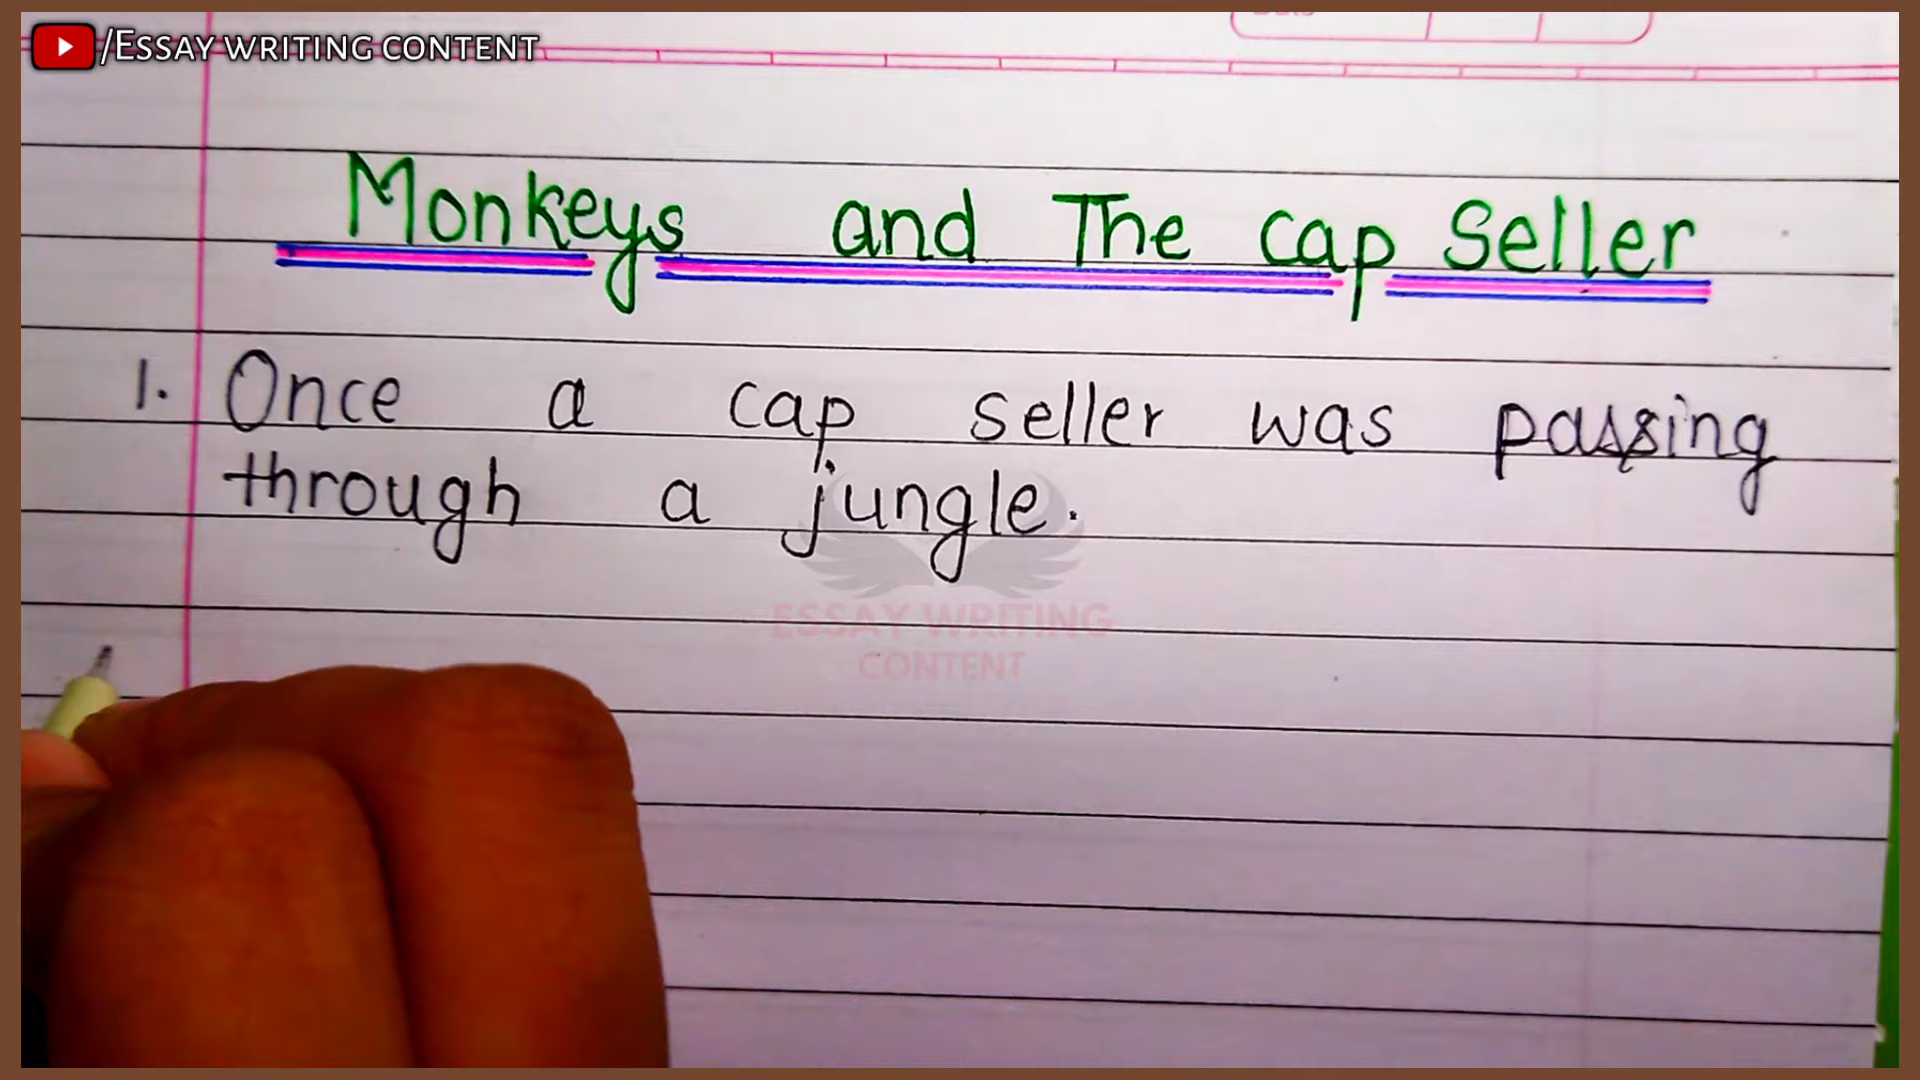 /ESSAY WRITING CONTENT
Monkeys and The cap Seller
1. Once a cap seller was passing
through a jungle.
ESSAY WRITING
CONTENT